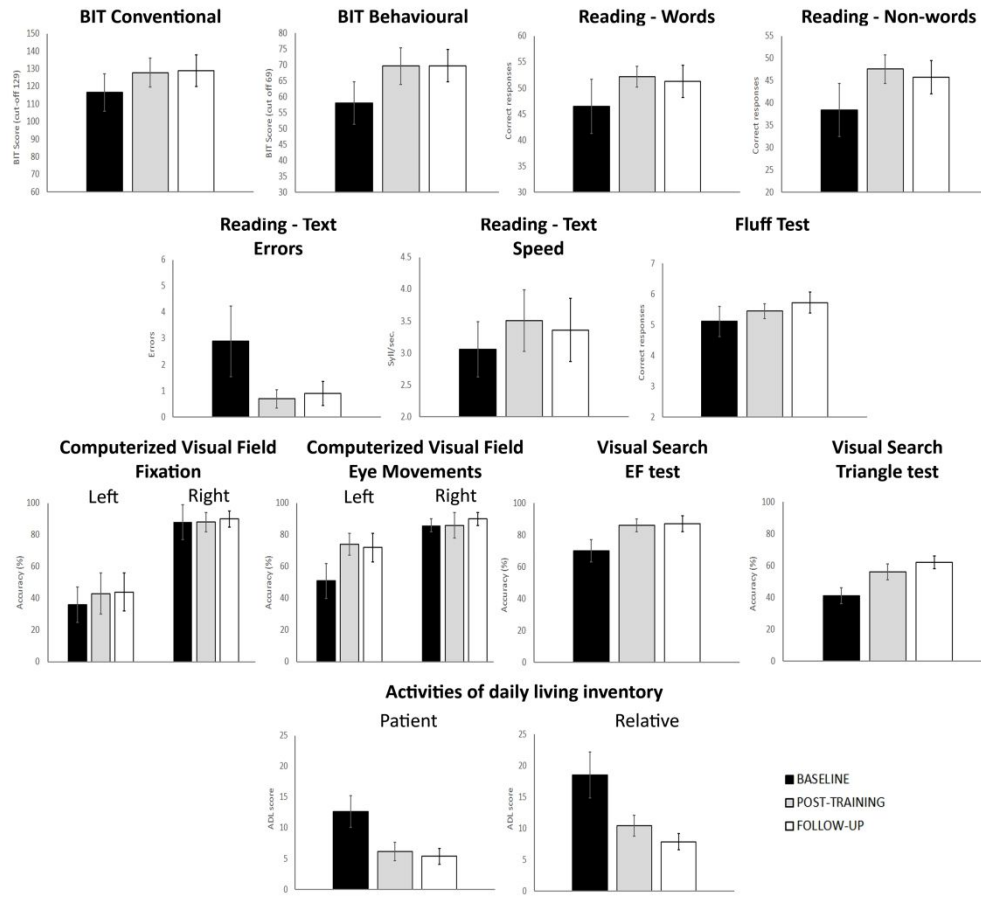 BIT Conventional
BIT Behavioural
Reading - Words
Reading - Non-words
BIT Score (cut-off 129)
150
140
130
120
110
100
90
80
70
60
BIT Score (cut off 69)
80
75
70
65
60
55
50
45
40
35
30
Correct responses
60
55
50
45
40
35
30
Correct responses
55
50
45
40
35
30
25
20
Reading - Text
Errors
Reading - Text
Speed
Fluff Test
Errors
6
5
4
3
2
1
0
Syll/sec.
4.5
4.0
3.5
3.0
2.5
2.0
Correct responses
7
6
5
4
3
2
Computerized Visual Field
Fixation
Computerized Visual Field
Eye Movements
Visual Search
EF test
Visual Search
Triangle test
Left
Right
Left
Right
Accuracy (%)
100
80
60
40
20
0
Accuracy (%)
100
80
60
40
20
0
Accuracy (%)
100
80
60
40
20
0
Accuracy (%)
100
80
60
40
20
0
Activities of daily living inventory
Patient
Relative
ADL score
25
20
15
10
5
0
ADL score
25
20
15
10
5
0
BASELINE
POST-TRAINING
FOLLOW-UP